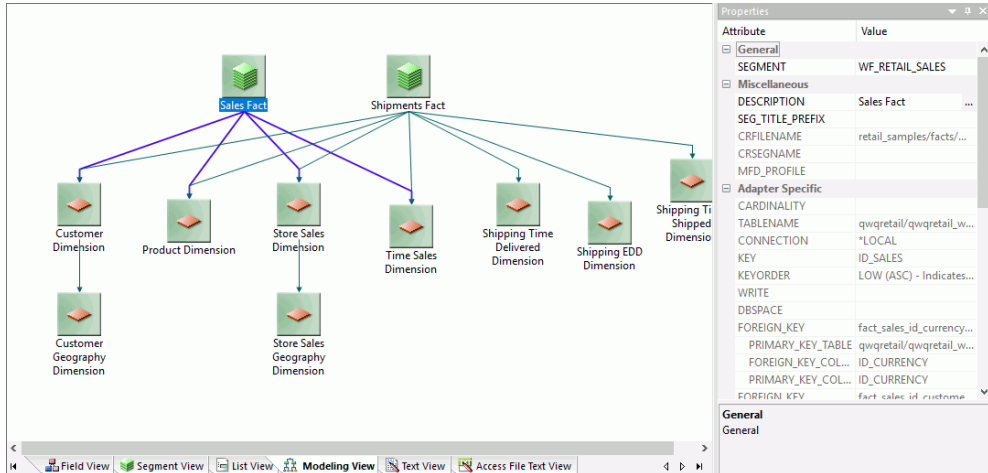 Sales Fact
Shipments Fact
Customer
Dimension
Product Dimension
Store Sales
Dimension
Time Sales
Dimension
Shipping Time
Delivered
Dimension
Shipping EDD
Dimension
Shipping Ti
Shipped
Dimensio
Customer
Geography
Dimension
Store Sales
Geography
Dimension
Field View Segment View List View Modeling View Text View Access File Text View
Properties
Attribute Value
General
SEGMENT WF_RETAIL_SALES
Miscellaneous
DESCRIPTION Sales Fact ...
SEG_TITLE_PREFIX
CRFILENAME retail_samples/facts/...
CRSEGNAME
MFD_PROFILE
Adapter Specific
CARDINALITY
TABLENAME qwqretail/qwqretail_w...
CONNECTION *LOCAL
KEY ID_SALES
KEYORDER LOW (ASC) - Indicates...
WRITE
DBSPACE
FOREIGN_KEY fact_sales_id_currency...
PRIMARY_KEY_TABLE qwqretail/qwqretail_w...
FOREIGN_KEY_COL... ID_CURRENCY
PRIMARY_KEY_COL... ID_CURRENCY
FOREIGN_KEY fact_sales_id_custome...
General
General